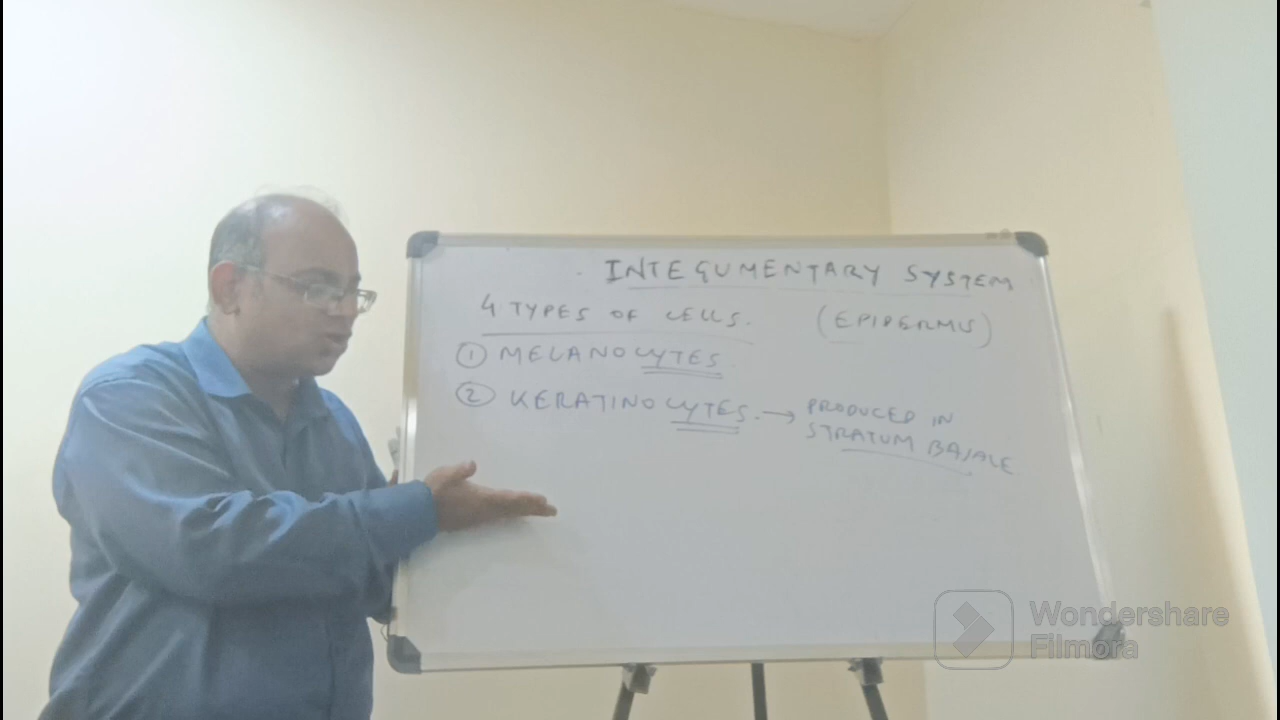 INTEGUMENTARY SYSTEM
4 TYPES OF CELLS. (EPIDERMIS)
① MELANOCYTES
② KERATINOCYTES. → PRODUCED IN
STRATUM BASALE
Wondershare
Filmora